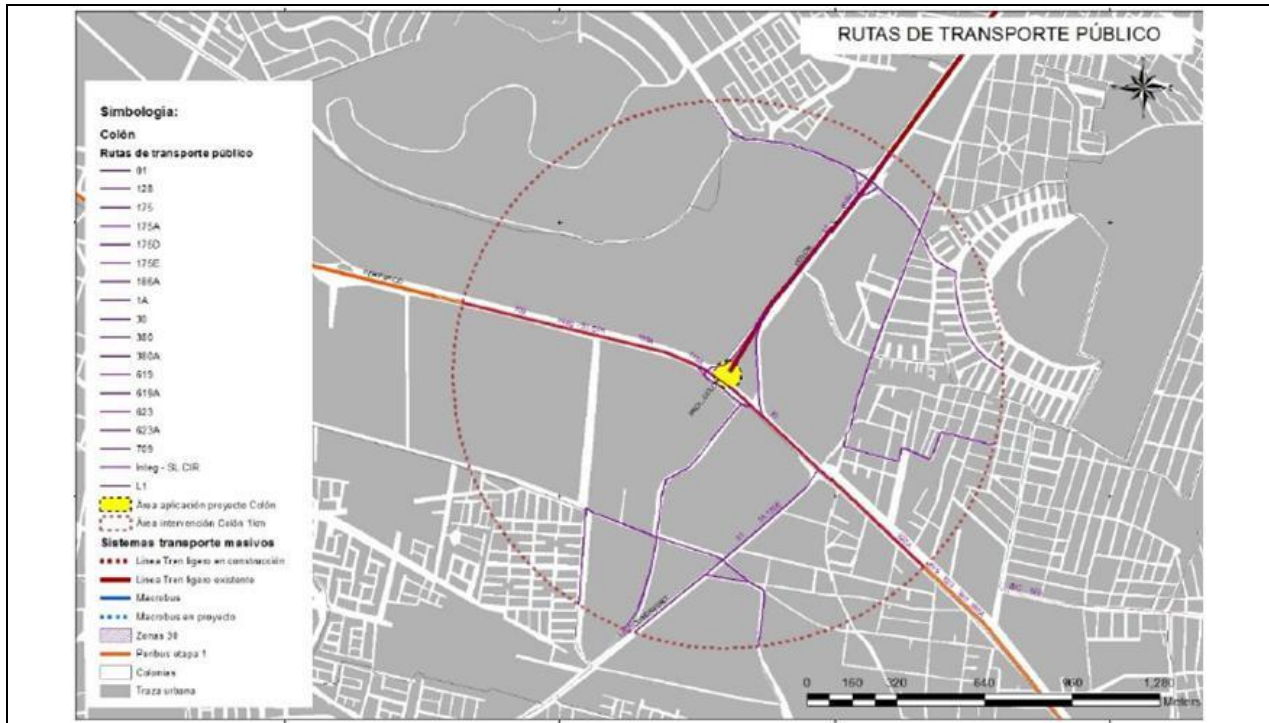 RUTAS DE TRANSPORTE PÚBLICO
Simbología:
Colón
Rutas de transporte público
01
128
175
175A
175D
175E
186A
1A
30
380
380A
619
619A
623
623A
709
Integ - SL CIR
L1
Área aplicación proyecto Colón
Área intervención Colón 1km
Sistemas transporte masivos
Línea Tren ligero en construcción
Línea Tren ligero existente
Macrobus
Macrobus en proyecto
Zonas 30
Peribus etapa 1
Colonias
Traza urbana
0 160 320 640 960 1,280
Meters